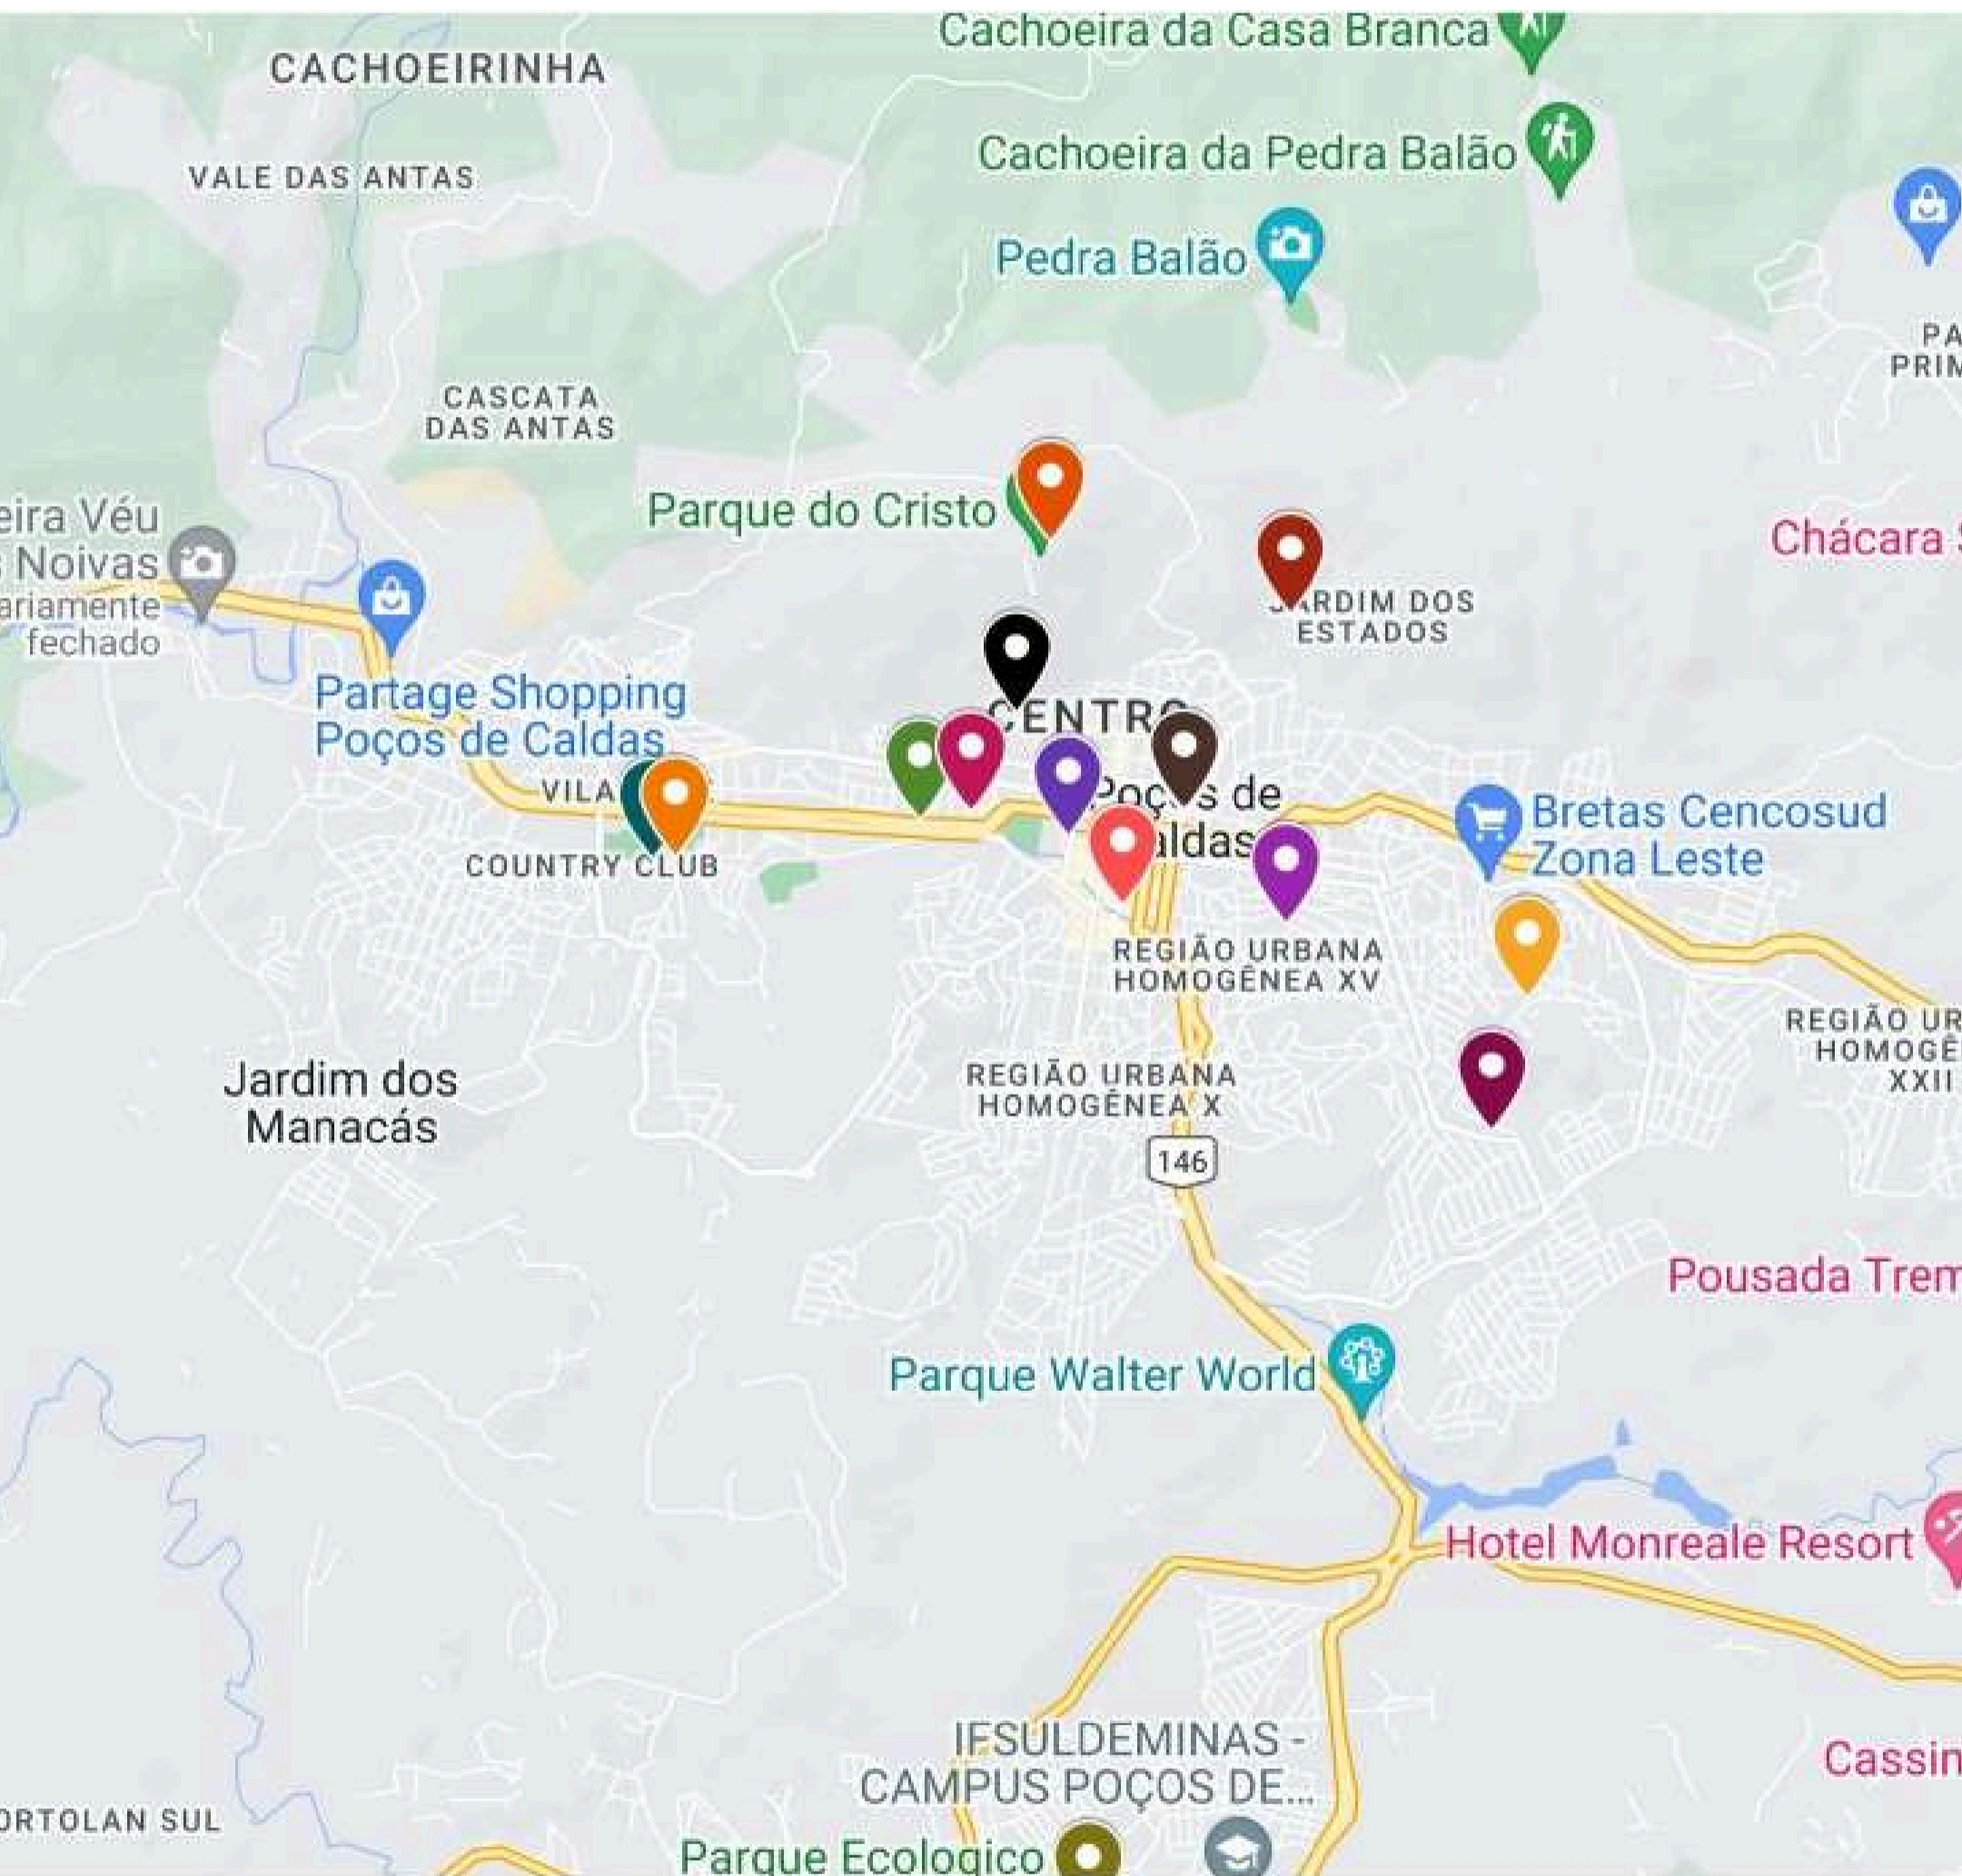 Cachoeira da Casa Branca
CACHOEIRINHA
Cachoeira da Pedra Balão
VALE DAS ANTAS
Pedra Balão
PA
PRIM
CASCATA
DAS ANTAS
eira Véu
s Noivas
ariamente
fechado
Parque do Cristo
Chácara S
JARDIM DOS
ESTADOS
Partage Shopping
Poços de Caldas
CENTRO
VILA
COUNTRY CLUB
Poços de
aldas
Bretas Cencosud
Zona Leste
REGIÃO URBANA
HOMOGÊNEA XV
REGIÃO UR
HOMOGÊ
XXII
Jardim dos
Manacás
REGIÃO URBANA
HOMOGÊNEA X
146
Pousada Trem
Parque Walter World
Hotel Monreale Resort
IFSULDEMINAS -
CAMPUS POÇOS DE...
Cassin
ORTOLAN SUL
Parque Ecologico